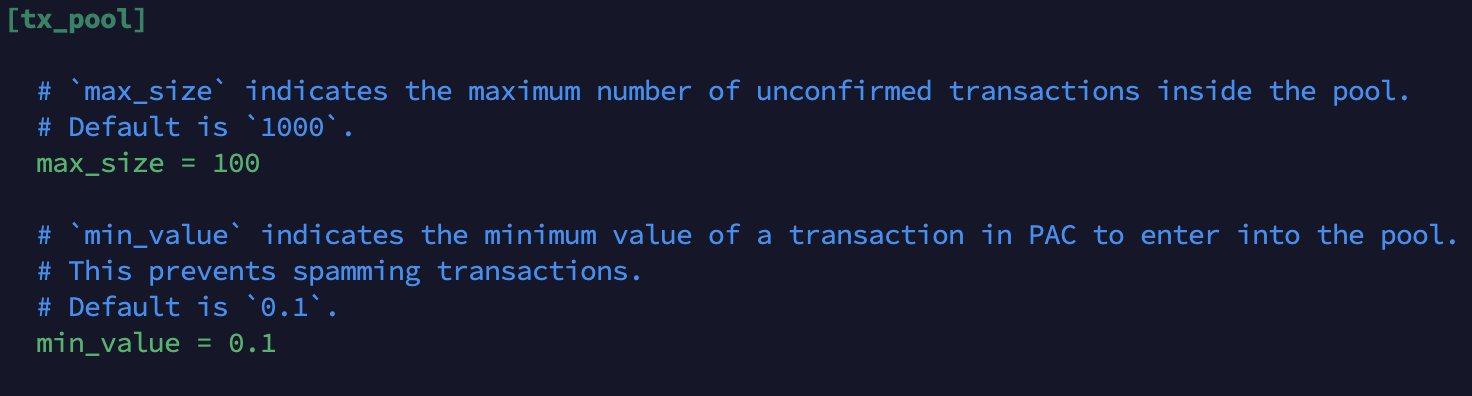 [tx_pool]
# `max_size` indicates the maximum number of unconfirmed transactions inside the pool.
# Default is `1000`.
max_size = 100
# `min_value` indicates the minimum value of a transaction in PAC to enter into the pool.
# This prevents spamming transactions.
# Default is `0.1`.
min_value = 0.1